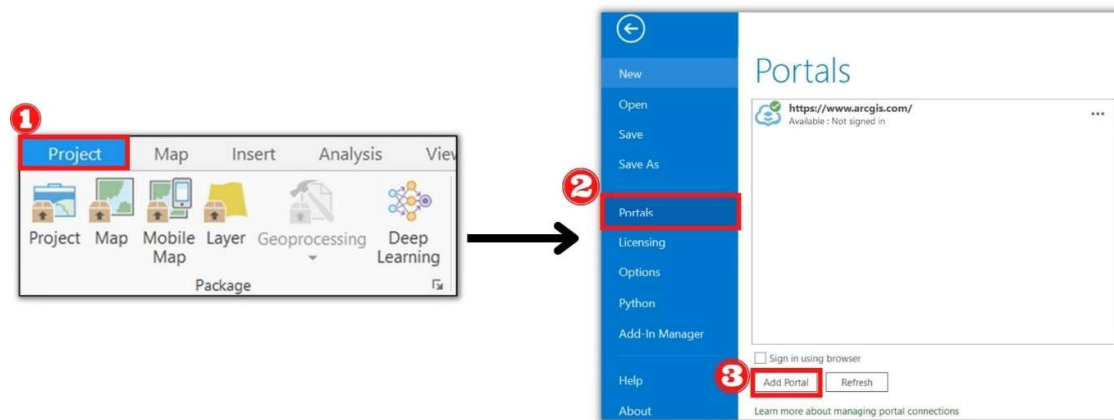 1
Project Map Insert Analysis
Project Map Mobile Map Layer Geoprocessing Deep Learning
Package
2
New
Open
Save
Save As
Portals
Licensing
Options
Python
Add-In Manager
Help
About
Portals
https://www.arcgis.com/
Available : Not signed in
...
Sign in using browser
3
Add Portal Refresh
Learn more about managing portal connections